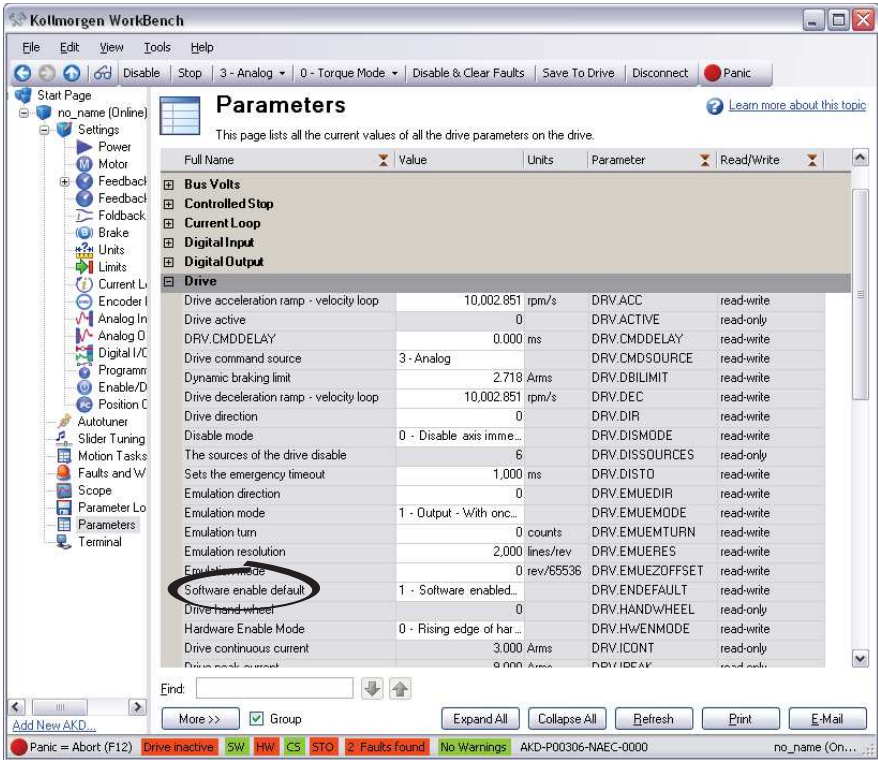 Kollmorgen WorkBench
File Edit View Tools Help
Disable Stop 3 - Analog 0 - Torque Mode Disable & Clear Faults Save To Drive Disconnect Panic
Start Page
no_name (Online)
Settings
Power
Motor
Feedback
Feedback
Foldback
Brake
Units
Limits
Current L
Encoder
Analog In
Analog O
Digital I/O
Programm
Enable/D
Position
Autotuner
Slider Tuning
Motion Tasks
Faults and W
Scope
Parameter Lo
Parameters
Terminal
Add New AKD...
Parameters
Learn more about this topic
This page lists all the current values of all the drive parameters on the drive.
Full Name Value Units Parameter Read/Write
Bus Volts
Controlled Stop
Current Loop
Digital Input
Digital Output
Drive
Drive acceleration ramp - velocity loop 10,002.851 rpm/s DRV.ACC read-write
Drive active 0 DRV.ACTIVE read-only
DRV.CMDDELAY 0.000 ms DRV.CMDDELAY read-write
Drive command source 3 - Analog DRV.CMDSOURCE read-write
Dynamic braking limit 2.718 Arms DRV.DBILIMIT read-write
Drive deceleration ramp - velocity loop 10,002.851 rpm/s DRV.DEC read-write
Drive direction 0 DRV.DIR read-write
Disable mode 0 - Disable axis imme... DRV.DISMODE read-write
The sources of the drive disable 6 DRV.DISSOURCES read-only
Sets the emergency timeout 1,000 ms DRV.DISTO read-write
Emulation direction 0 DRV.EMUEDIR read-write
Emulation mode 1 - Output - With onc... DRV.EMUEMODE read-write
Emulation turn 0 counts DRV.EMUEMTURN read-write
Emulation resolution 2,000 lines/rev DRV.EMUERES read-write
Emulation mode 0 rev/65536 DRV.EMUEZOFFSET read-write
Software enable default 1 - Software enabled... DRV.ENDEFAULT read-write
Drive hand wheel 0 DRV.HANDWHEEL read-only
Hardware Enable Mode 0 - Rising edge of har... DRV.HWENMODE read-write
Drive continuous current 3.000 Arms DRV.ICONT read-only
Drive peak current 9.000 Arms DRV.IPEAK read-only
Find:
More >> Group Expand All Collapse All Refresh Print E-Mail
Panic = Abort (F12) Drive inactive SW HW CS STO 2 Faults found No Warnings AKD-P00306-NAEC-0000 no_name (On...